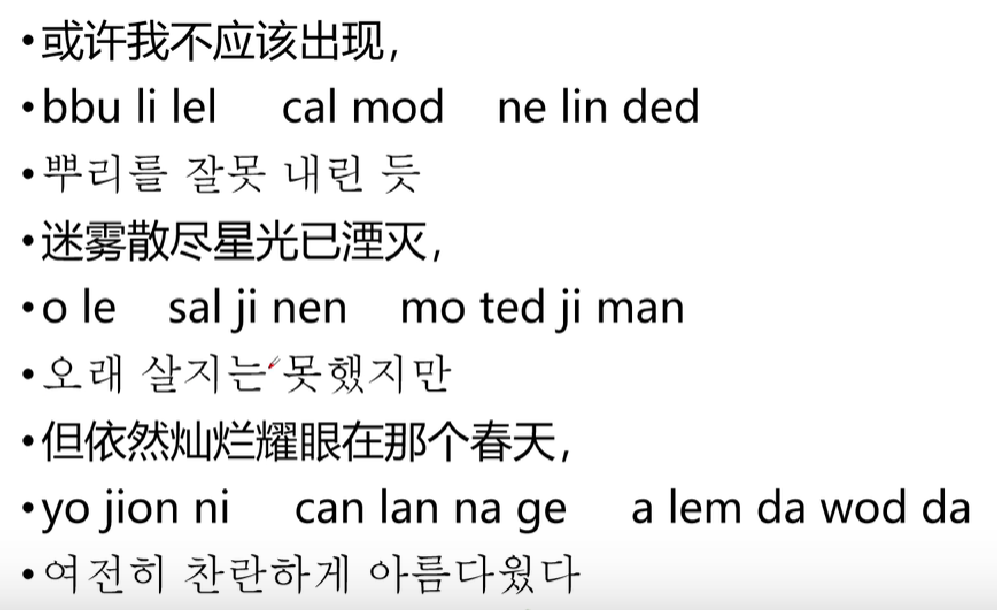 •或许我不应该出现，
•bbu li lel cal mod ne lin ded
•뿌리를 잘못 내린 듯
•迷雾散尽星光已湮灭，
•o le sal ji nen mo ted ji man
•오래 살지는 못했지만
•但依然灿烂耀眼在那个春天，
•yo jion ni can lan na ge a lem da wod da
•여전히 찬란하게 아름다웠다